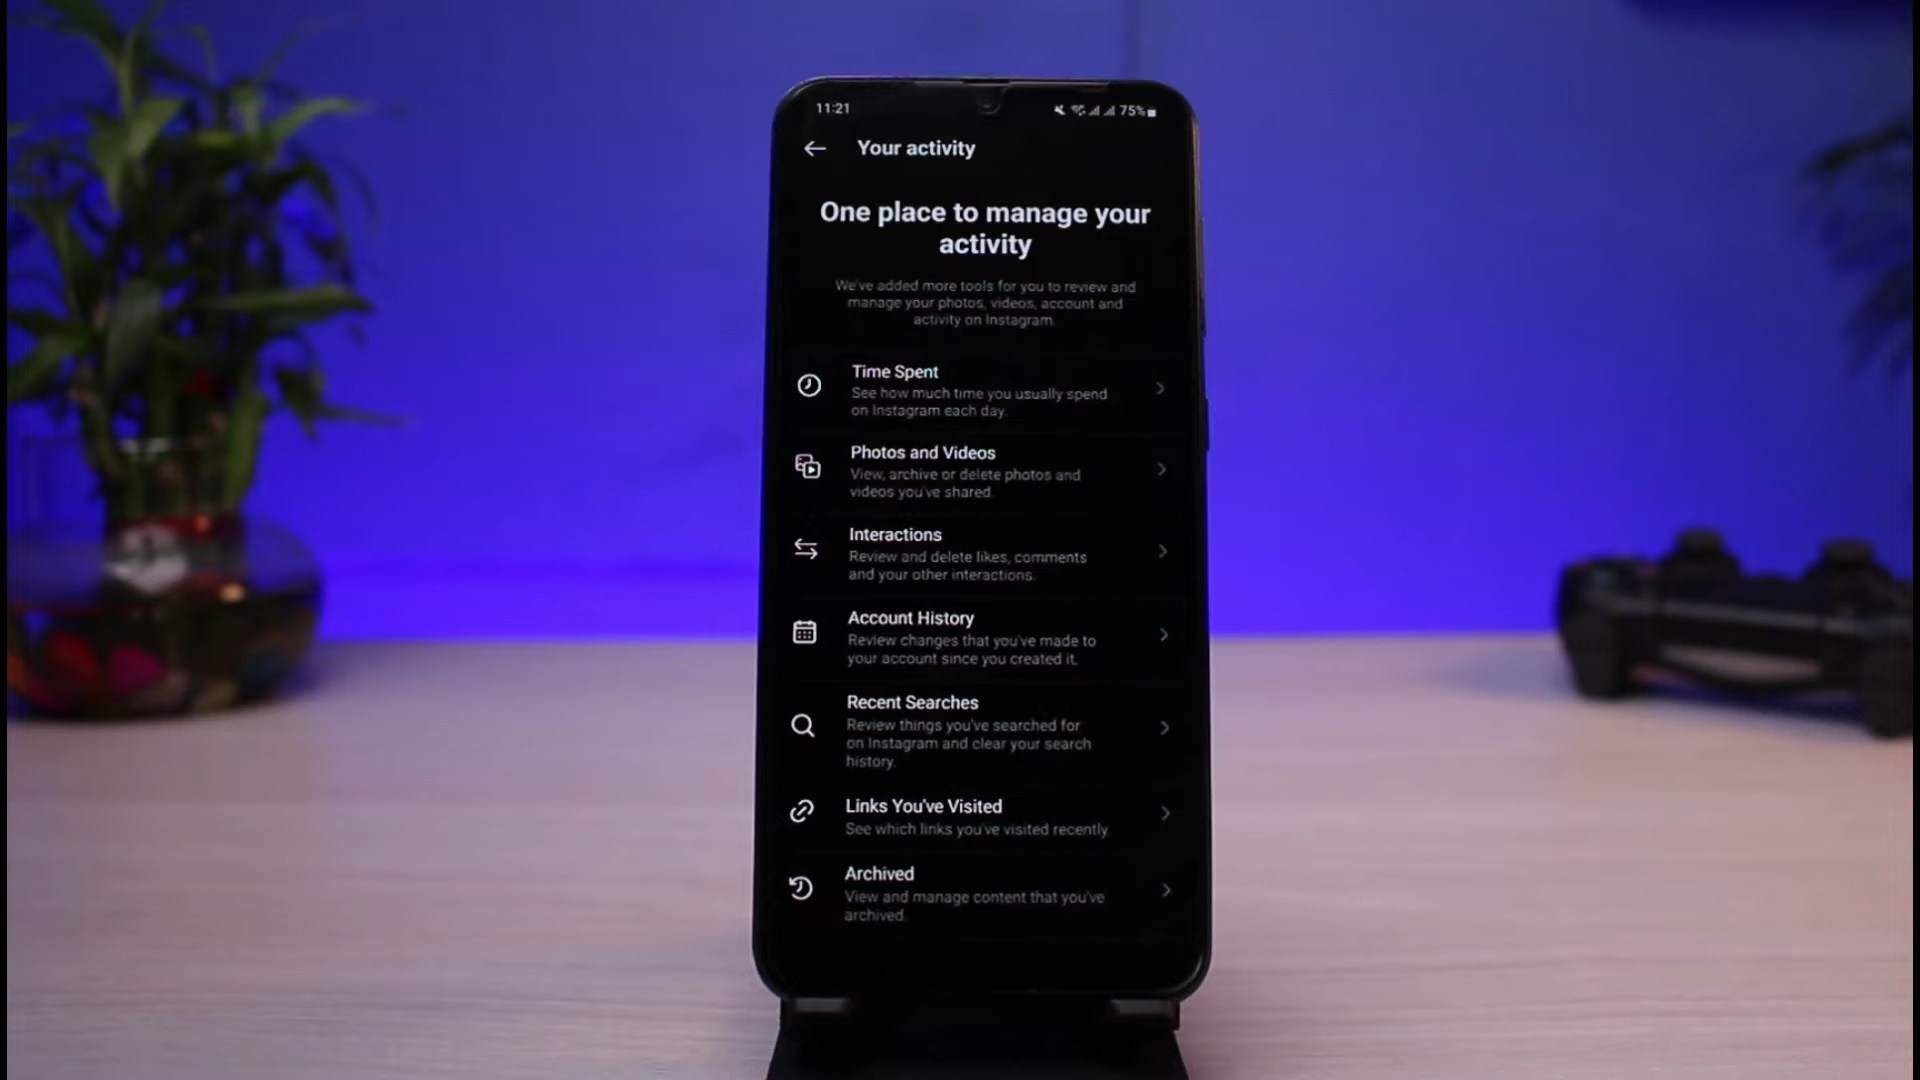 11:21 75%
Your activity
One place to manage your
activity
We've added more tools for you to review and
manage your photos, videos, account and
activity on Instagram.
Time Spent
See how much time you usually spend
on Instagram each day.
Photos and Videos
View, archive or delete photos and
videos you've shared.
Interactions
Review and delete likes, comments
and your other interactions.
Account History
Review changes that you've made to
your account since you created it.
Recent Searches
Review things you've searched for
on Instagram and clear your search
history.
Links You've Visited
See which links you've visited recently.
Archived
View and manage content that you've
archived.